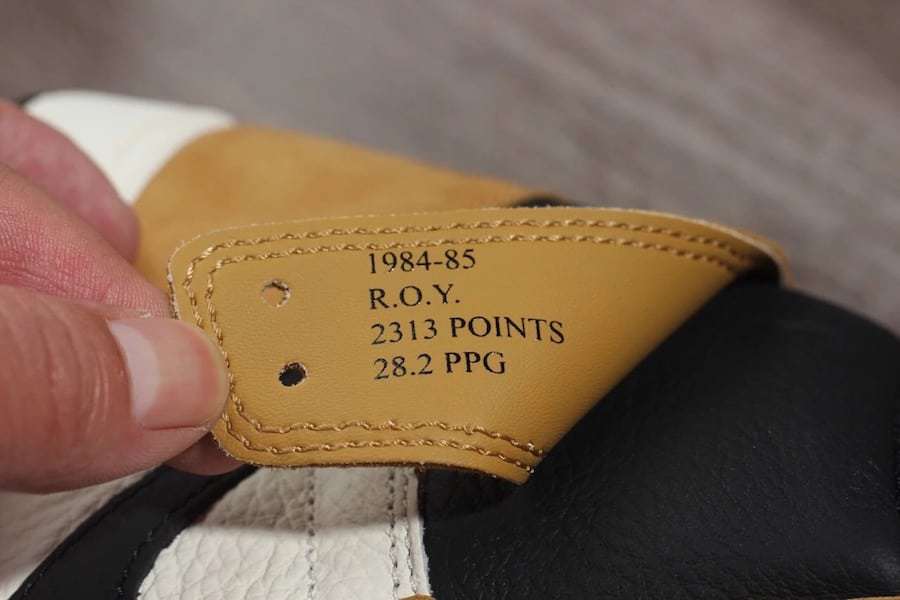 1984-85
R.O.Y.
2313 POINTS
28.2 PPG